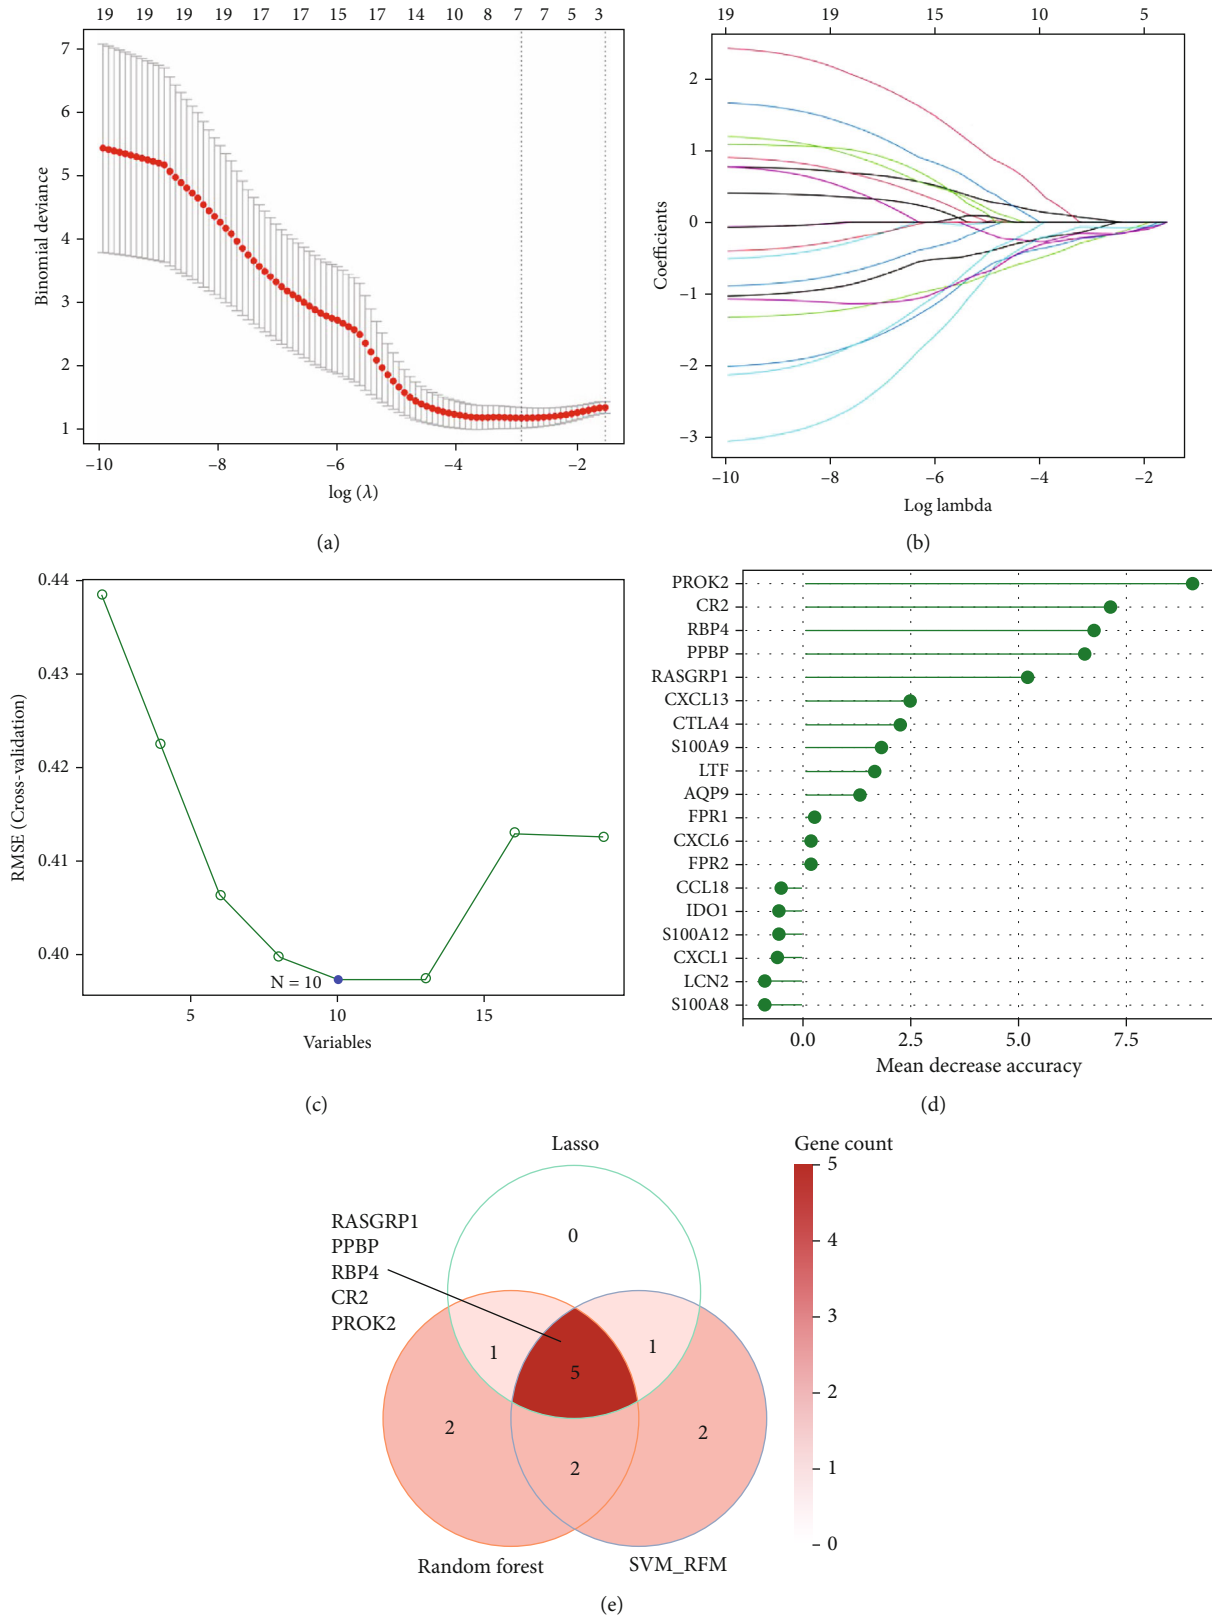 19 19 19 19 17 17 15 17 14 10 8 7 7 5 3
7
6
5
4
3
2
1
Binomial deviance
−10 −8 −6 −4 −2
log (λ)
(a)
19 19 15 10 5
2
1
0
−1
−2
−3
Coefficients
−10 −8 −6 −4 −2
Log lambda
(b)
0.44
0.43
0.42
0.41
0.40
RMSE (Cross-validation)
N = 10
5 10 15
Variables
(c)
PROK2
CR2
RBP4
PPBP
RASGRP1
CXCL13
CTLA4
S100A9
LTF
AQP9
FPR1
CXCL6
FPR2
CCL18
IDO1
S100A12
CXCL1
LCN2
S100A8
0.0 2.5 5.0 7.5
Mean decrease accuracy
(d)
Lasso
RASGRP1
PPBP
RBP4
CR2
PROK2
0
1
5
1
2
2
2
Random forest
SVM_RFM
Gene count
5
4
3
2
1
0
(e)